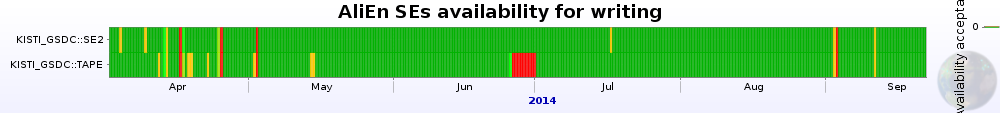 AliEn SEs availability for writing
KISTI_GSDC::SE2
KISTI_GSDC::TAPE
Apr May Jun Jul Aug Sep
2014
0
Availability accepta